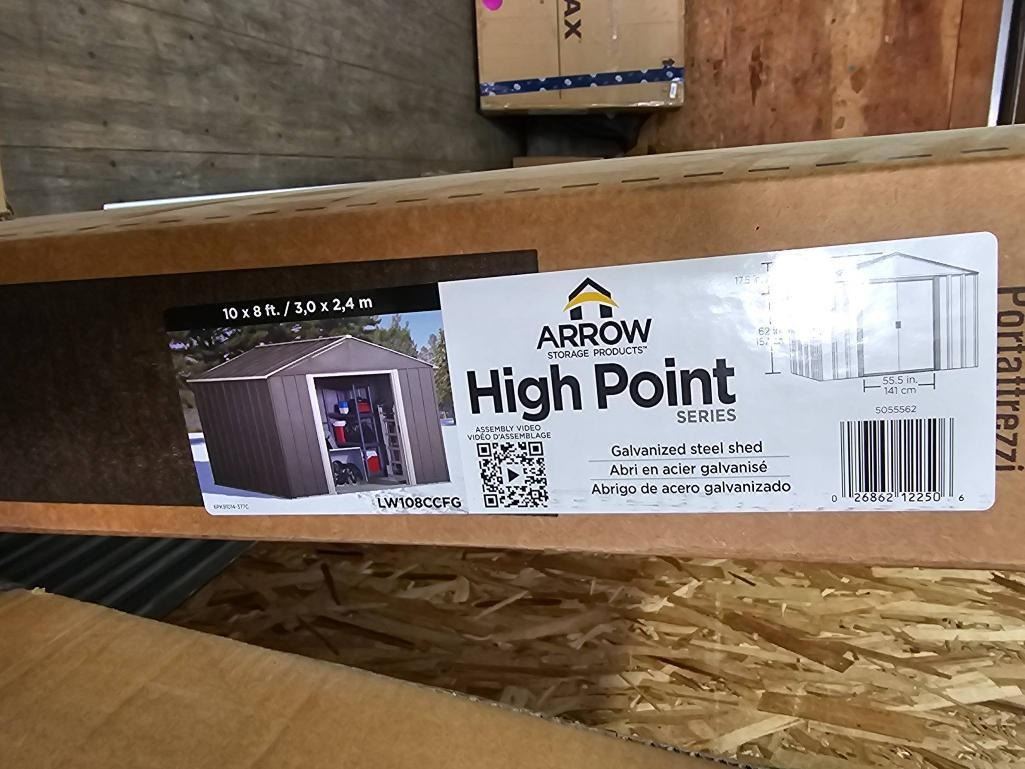 AX
10 x 8 ft. / 3,0 x 2,4 m
ARROW
STORAGE PRODUCTS™
High Point
SERIES
ASSEMBLY VIDEO
VIDÉO D'ASSEMBLAGE
Galvanized steel shed
Abri en acier galvanisé
Abrigo de acero galvanizado
LW108CCFG
55.5 in.
141 cm
5055562
0 26862 12250 6
Portattrezzi